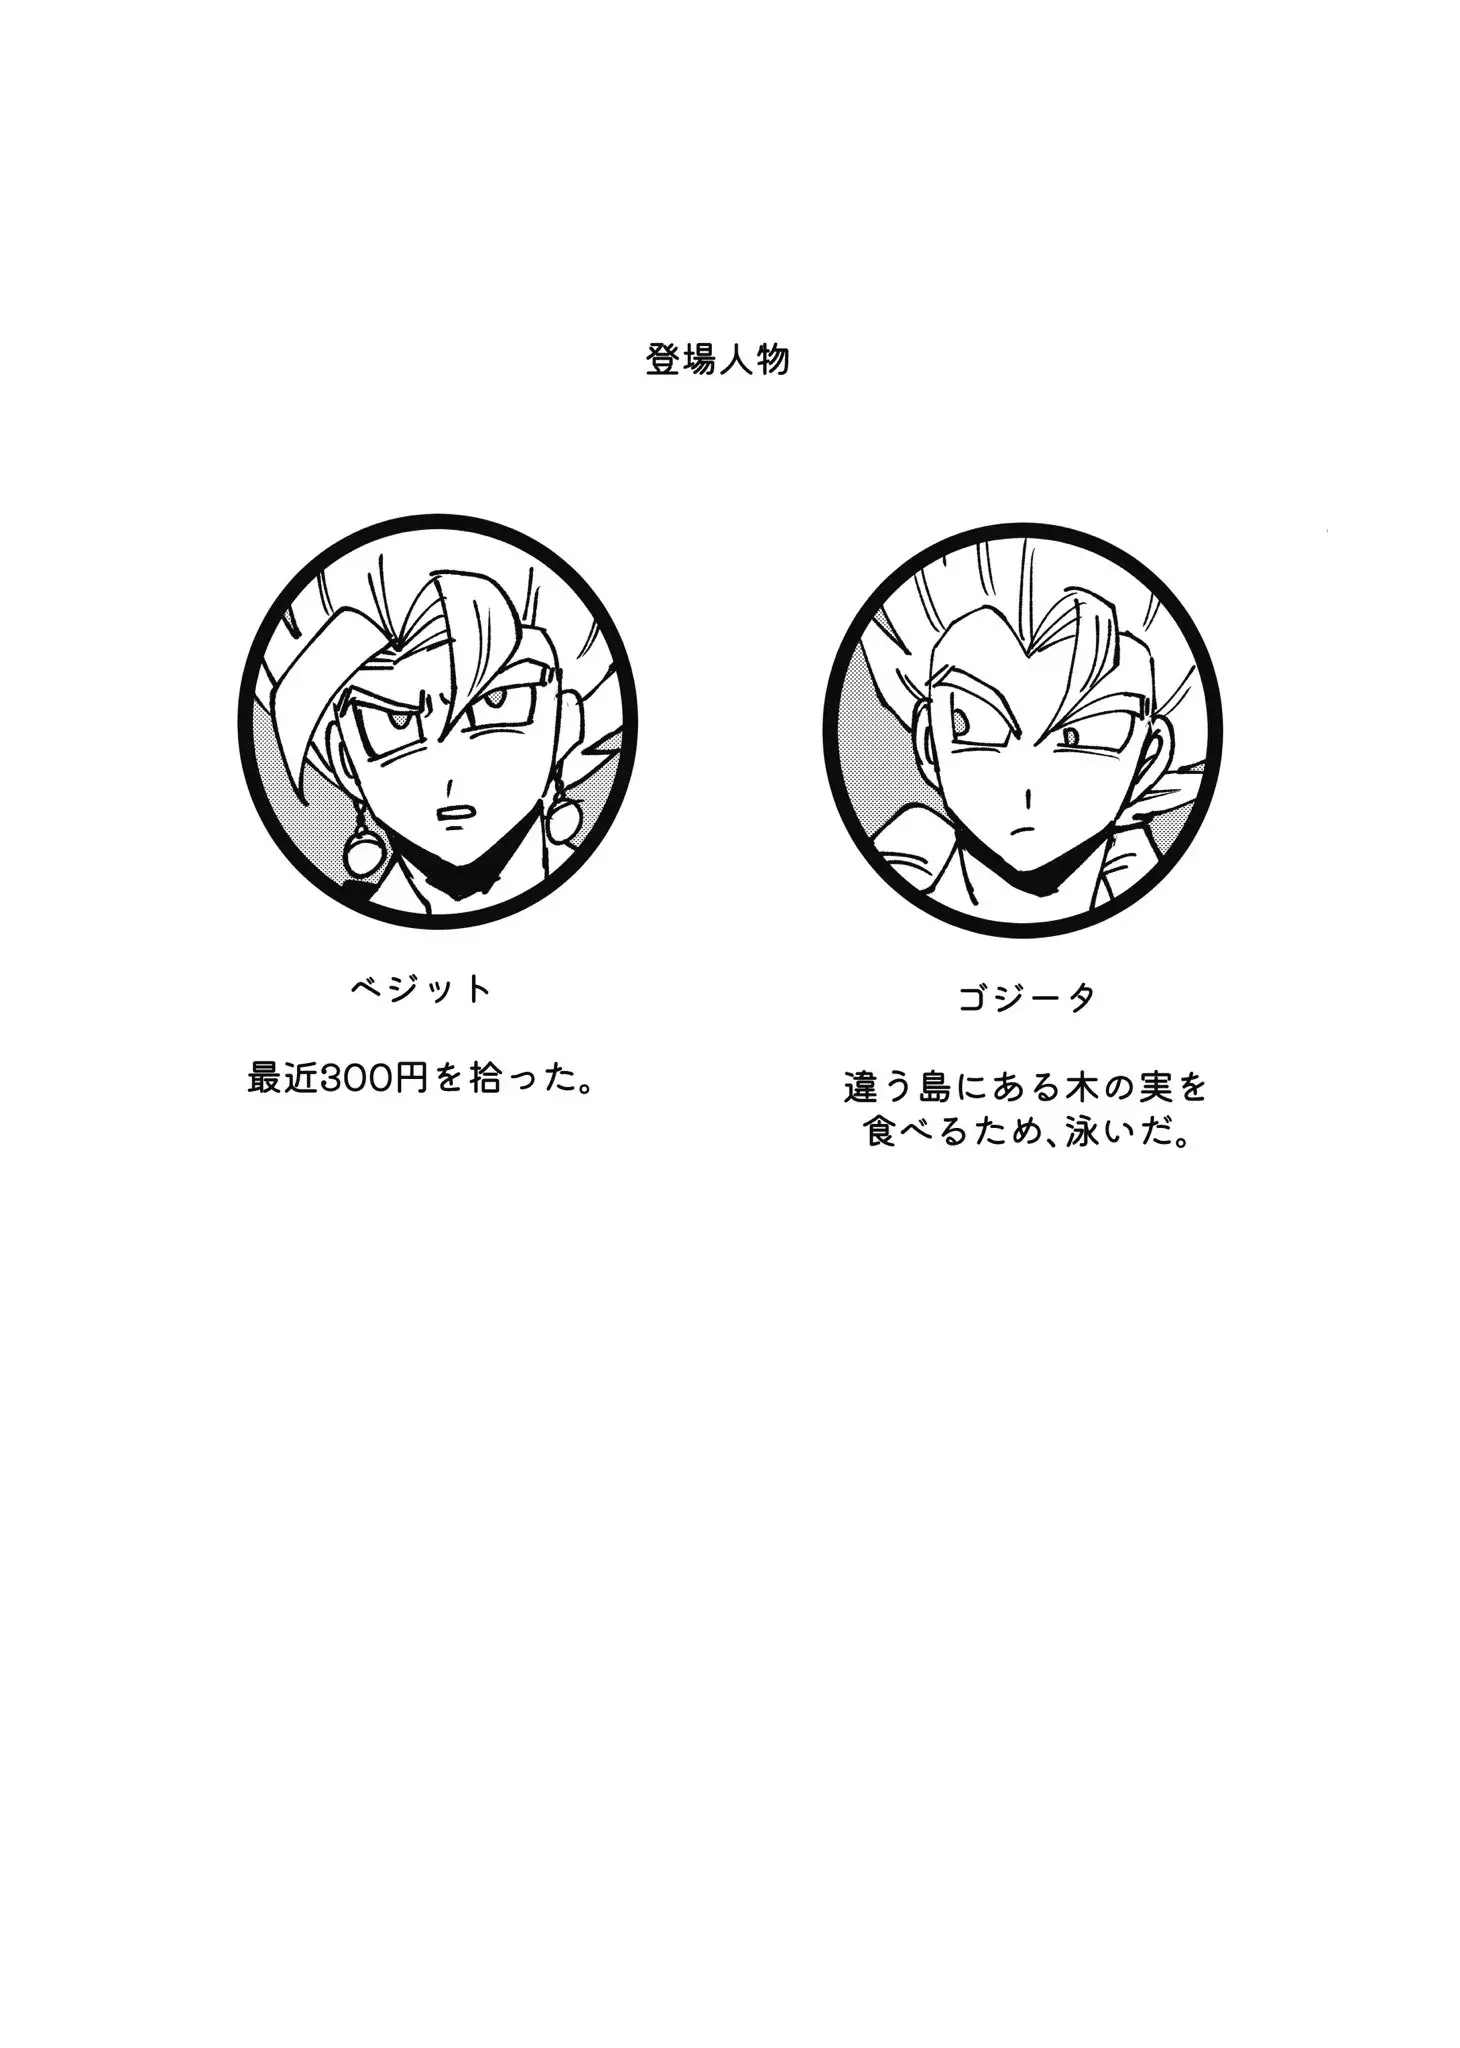 登場人物
ベジット
最近300円を拾った。
ゴジータ
違う島にある木の実を
食べるため、泳いだ。